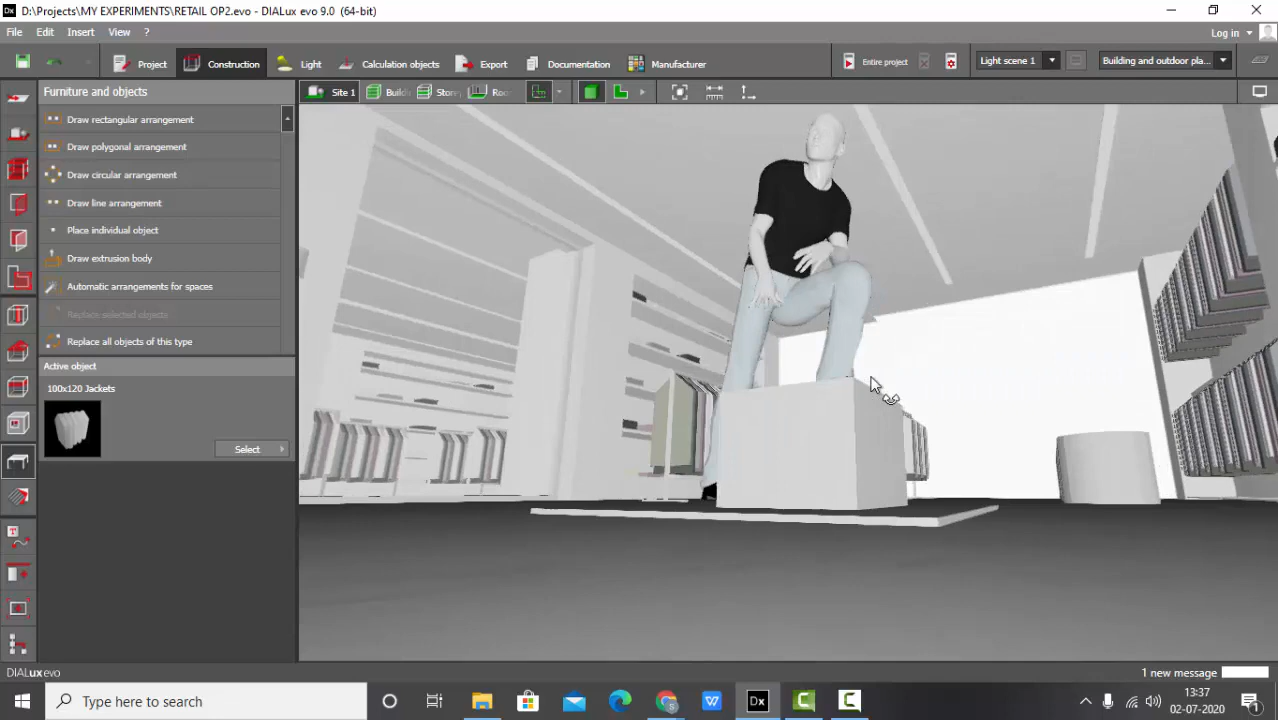 D:\Projects\MY EXPERIMENTS\RETAIL OP2.evo - DIALux evo 9.0 (64-bit)
File Edit Insert View ?
Log in
Project Construction Light Calculation objects Export Documentation Manufacturer
Entire project
Light scene 1
Building and outdoor pla...
Furniture and objects
Site 1
Draw rectangular arrangement
Draw polygonal arrangement
Draw circular arrangement
Draw line arrangement
Place individual object
Draw extrusion body
Automatic arrangements for spaces
Replace selected objects
Replace all objects of this type
Active object
100x120 Jackets
Select
DIALux evo
1 new message
Type here to search
Dx
13:37
02-07-2020
1